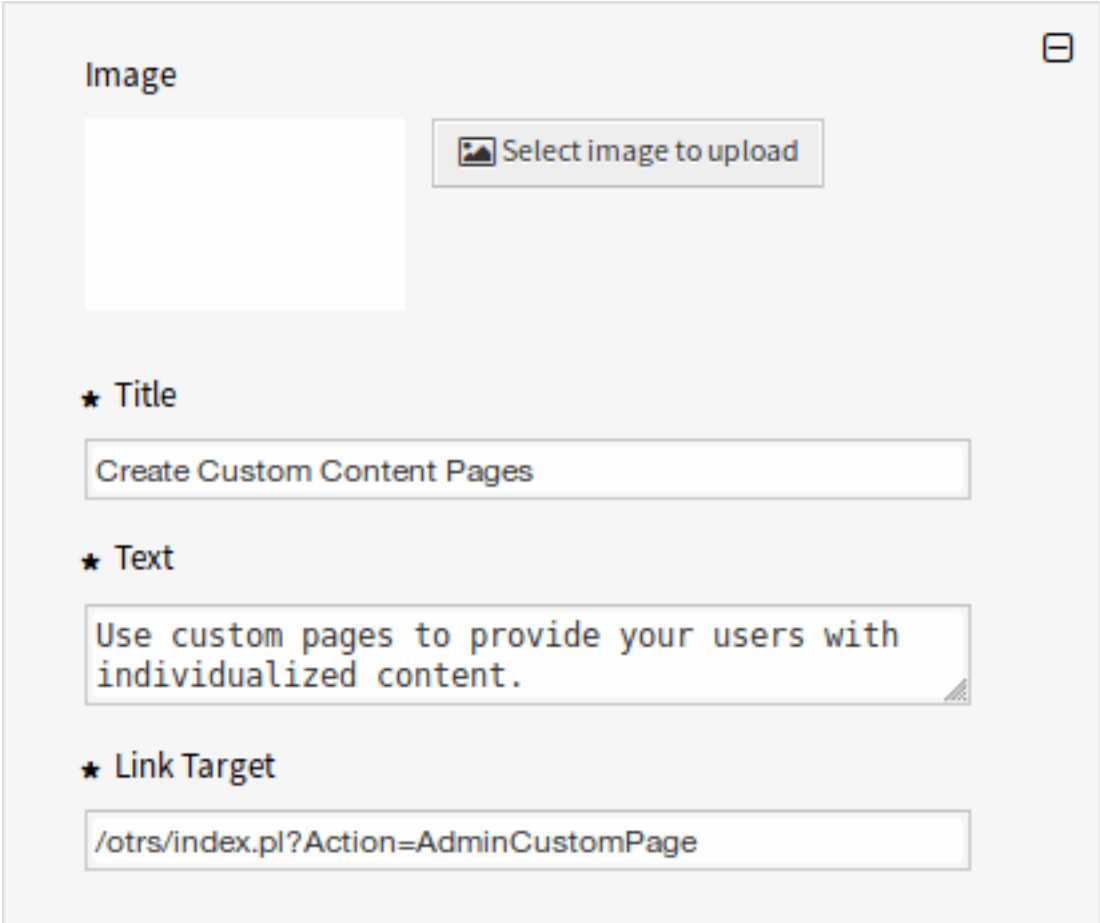 Image
Select image to upload
★ Title
Create Custom Content Pages
★ Text
Use custom pages to provide your users with
individualized content.
★ Link Target
/otrs/index.pl?Action=AdminCustomPage